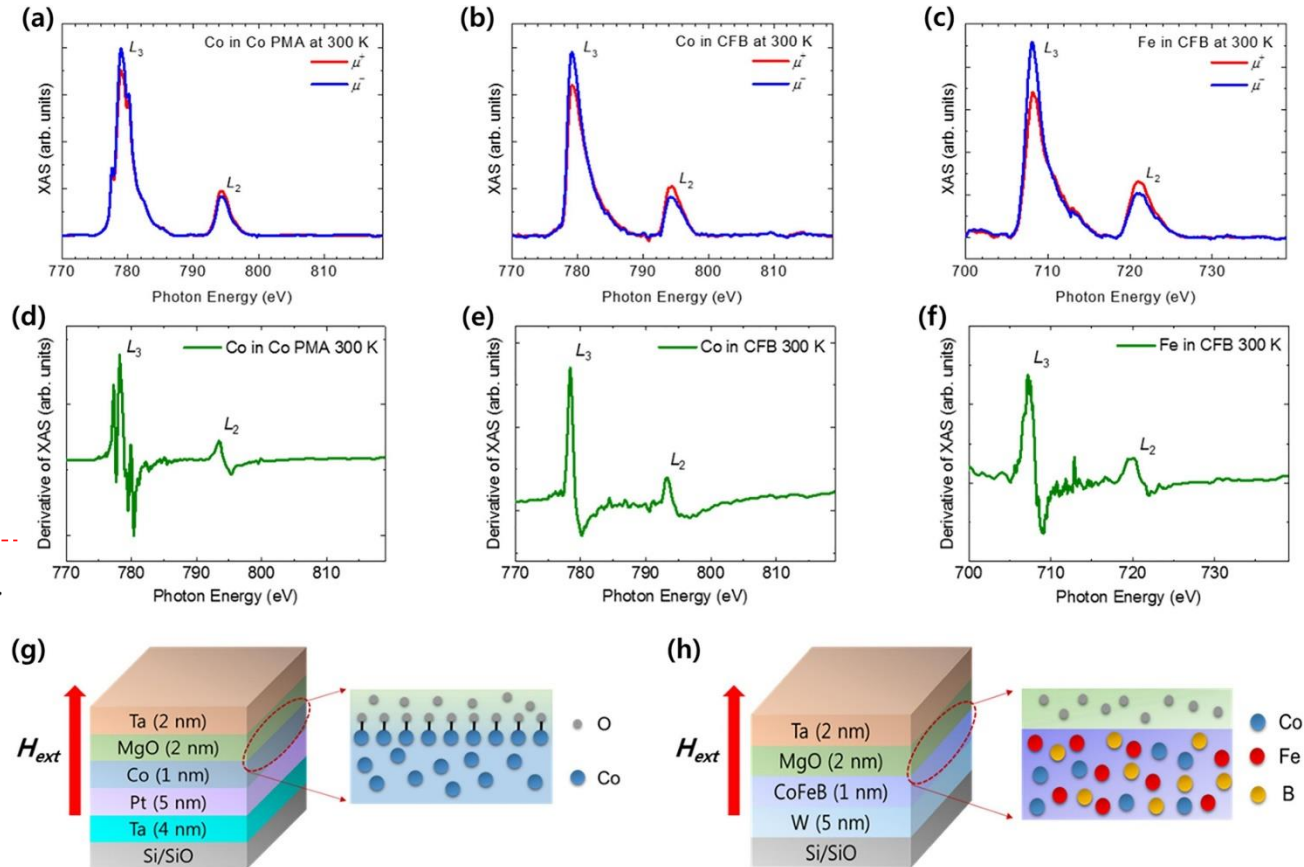 (a)
XAS (arb. units)
Co in Co PMA at 300 K
L3
μ+
μ-
L2
770 780 790 800 810
Photon Energy (eV)
(b)
XAS (arb. units)
Co in CFB at 300 K
L3
μ+
μ-
L2
770 780 790 800 810
Photon Energy (eV)
(c)
XAS (arb. units)
Fe in CFB at 300 K
L3
μ+
μ-
L2
700 710 720 730
Photon Energy (eV)
(d)
Derivative of XAS (arb. units)
Co in Co PMA 300 K
L3
L2
770 780 790 800 810
Photon Energy (eV)
(e)
Derivative of XAS (arb. units)
Co in CFB 300 K
L3
L2
770 780 790 800 810
Photon Energy (eV)
(f)
Derivative of XAS (arb. units)
Fe in CFB 300 K
L3
L2
700 710 720 730
Photon Energy (eV)
(g)
Hext
Ta (2 nm)
MgO (2 nm)
Co (1 nm)
Pt (5 nm)
Ta (4 nm)
Si/SiO
O
Co
(h)
Hext
Ta (2 nm)
MgO (2 nm)
CoFeB (1 nm)
W (5 nm)
Si/SiO
Co
Fe
B